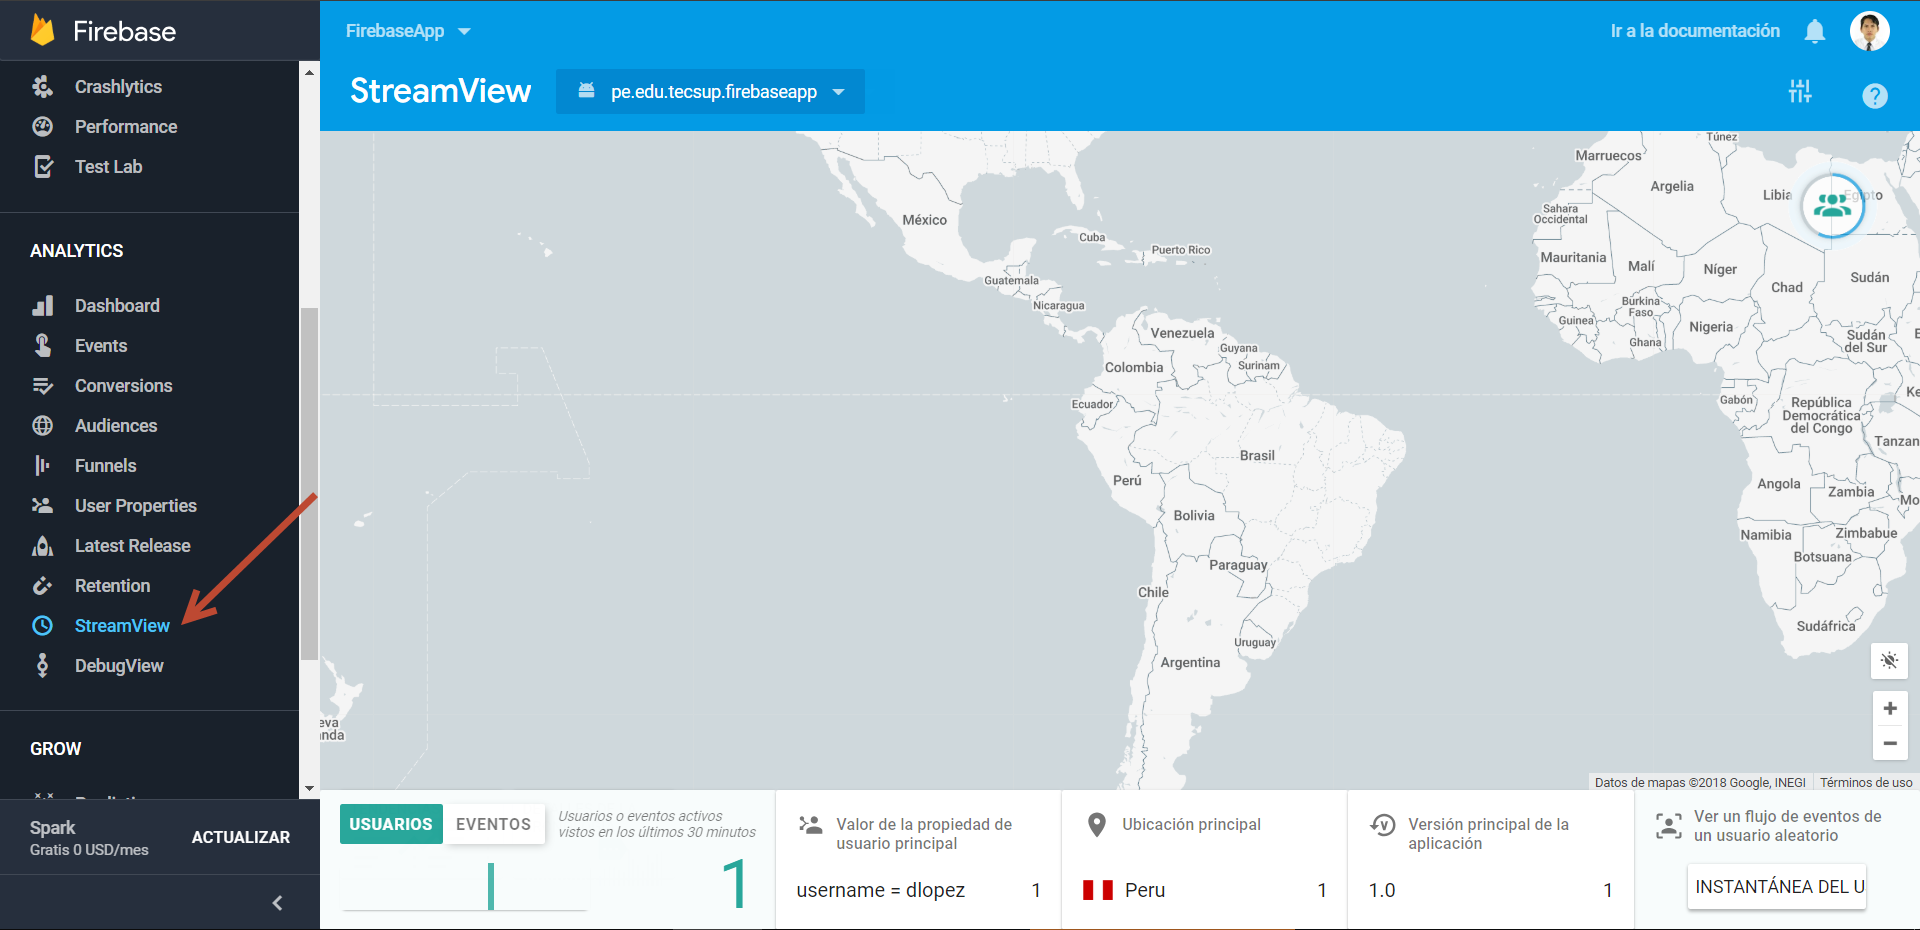 Firebase
Crashlytics
Performance
Test Lab
ANALYTICS
Dashboard
Events
Conversions
Audiences
Funnels
User Properties
Latest Release
Retention
StreamView
DebugView
GROW
Spark
Gratis 0 USD/mes
ACTUALIZAR
FirebaseApp
Ir a la documentación
StreamView
pe.edu.tecsup.firebaseapp
?
Túnez
Marruecos
Argelia
Libia
Egipto
Sahara
Occidental
México
Cuba
Puerto Rico
Mauritania
Malí
Níger
Sudán
Guatemala
Chad
Nicaragua
Burkina
Faso
Guinea
Nigeria
Venezuela
Guyana
Ghana
Sudán
del Sur
E
Colombia
Surinam
Ecuador
Gabón
República
Democrática
del Congo
Ke
Tanzan
Brasil
Perú
Angola
Zambia
Mo
Bolivia
Namibia
Zimbabue
Botsuana
Paraguay
Chile
Sudáfrica
Uruguay
Argentina
eva
anda
+
−
Datos de mapas ©2018 Google, INEGI
Términos de uso
USUARIOS
EVENTOS
Usuarios o eventos activos
vistos en los últimos 30 minutos
1
Valor de la propiedad de
usuario principal
username = dlopez 1
Ubicación principal
Peru 1
Versión principal de la
aplicación
1.0 1
Ver un flujo de eventos de
un usuario aleatorio
INSTANTÁNEA DEL U